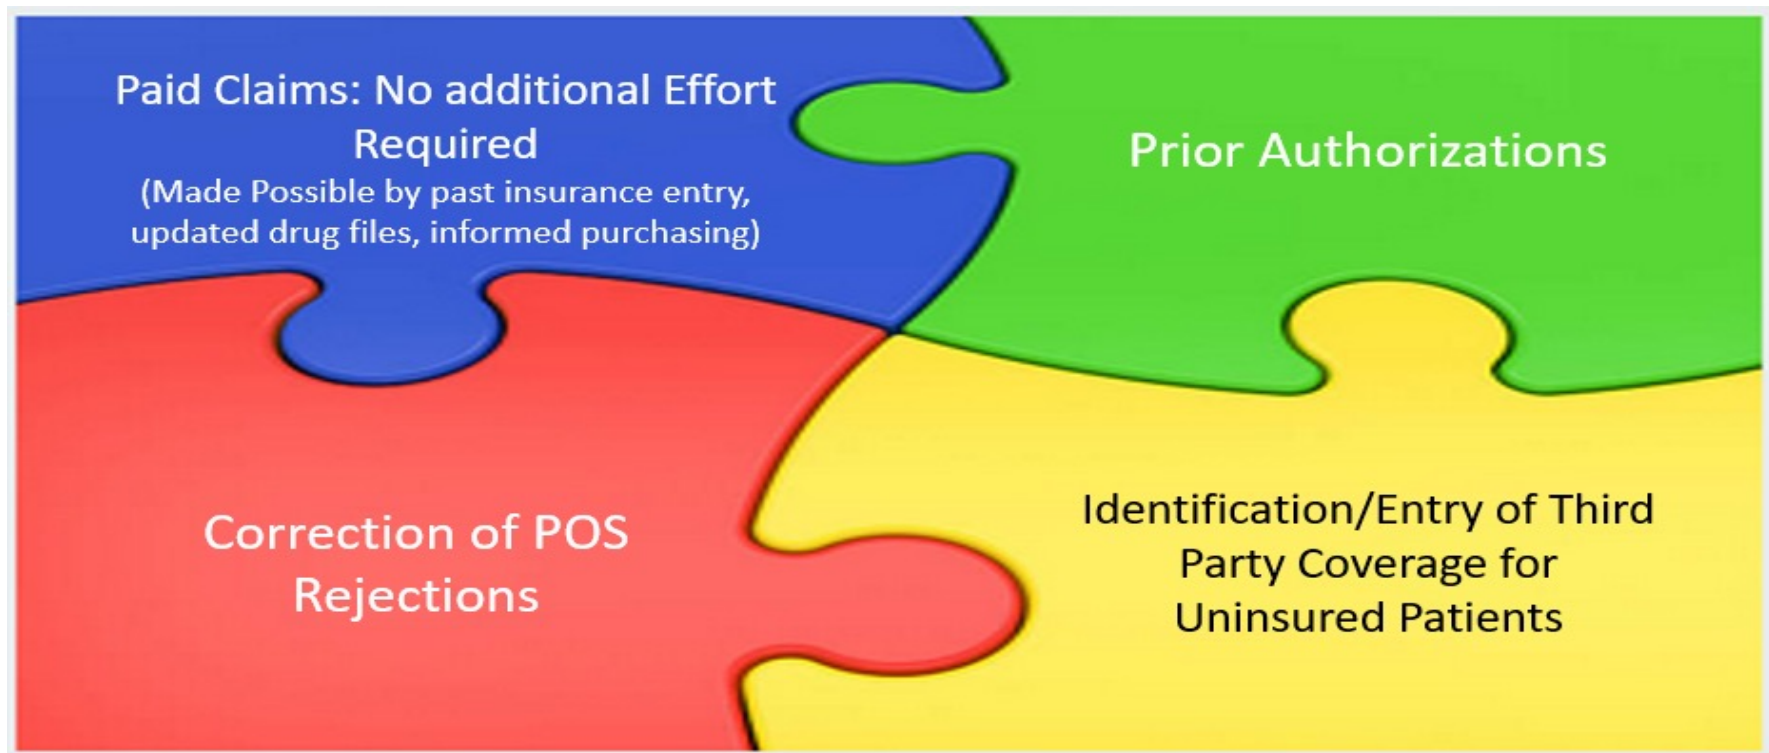 Paid Claims: No additional Effort
Required
(Made Possible by past insurance entry,
updated drug files, informed purchasing)
Prior Authorizations
Correction of POS
Rejections
Identification/Entry of Third
Party Coverage for
Uninsured Patients